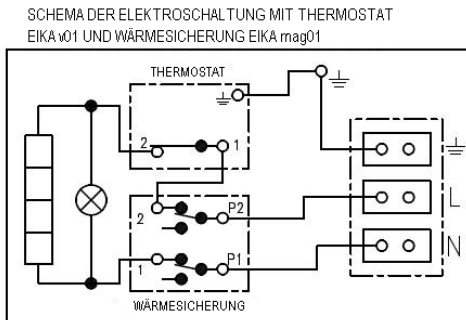 SCHEMA DER ELEKTROSCHALTUNG MIT THERMOSTAT
EIKA v01 UND WÄRMESICHERUNG EIKA mag01
THERMOSTAT
2
1
2
P2
L
1
P1
N
WÄRMESICHERUNG